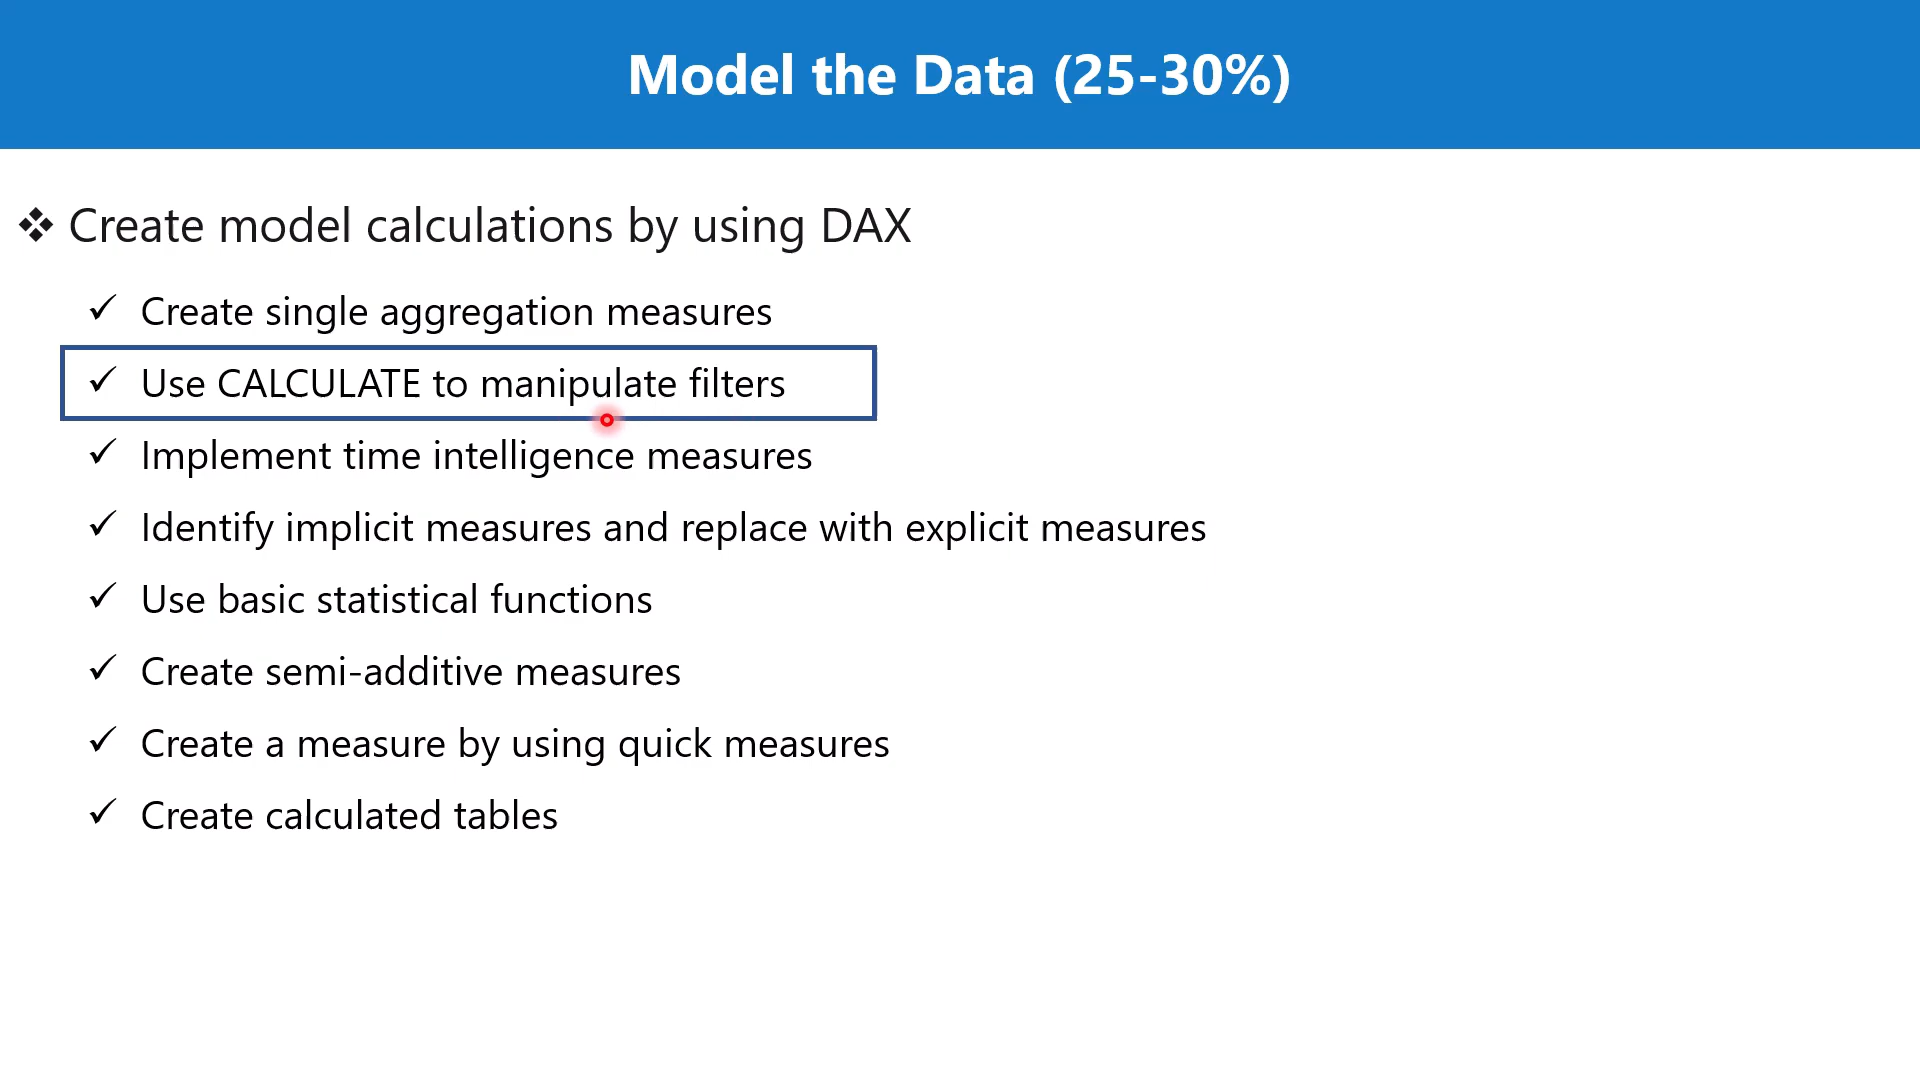 Model the Data (25-30%)
❖ Create model calculations by using DAX
✓ Create single aggregation measures
✓ Use CALCULATE to manipulate filters
✓ Implement time intelligence measures
✓ Identify implicit measures and replace with explicit measures
✓ Use basic statistical functions
✓ Create semi-additive measures
✓ Create a measure by using quick measures
✓ Create calculated tables